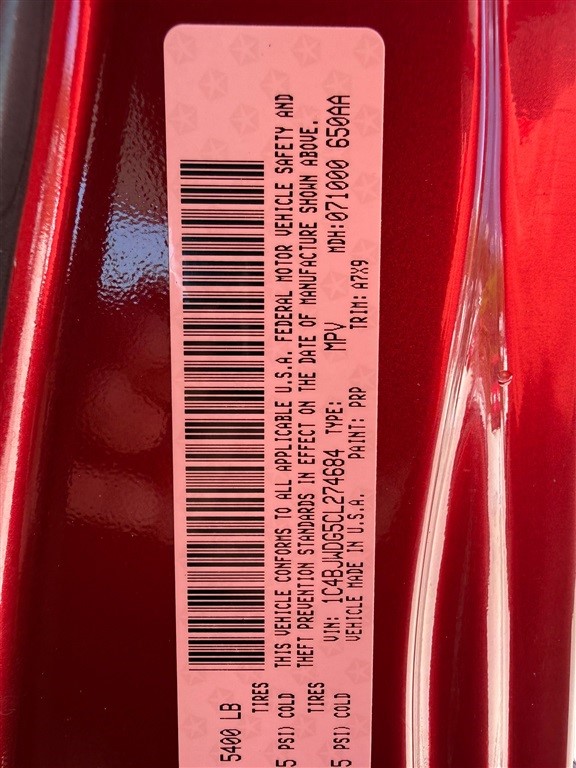 5400 LB
TIRES
5 PSI) COLD
TIRES
5 PSI) COLD
THIS VEHICLE CONFORMS TO ALL APPLICABLE U.S.A. FEDERAL MOTOR VEHICLE SAFETY AND
THEFT PREVENTION STANDARDS IN EFFECT ON THE DATE OF MANUFACTURE SHOWN ABOVE.
VIN: 1C4BJWDG5CL274684 TYPE: MPV MDH:071000 650AA
VEHICLE MADE IN U.S.A. PAINT: PRP TRIM: A7X9